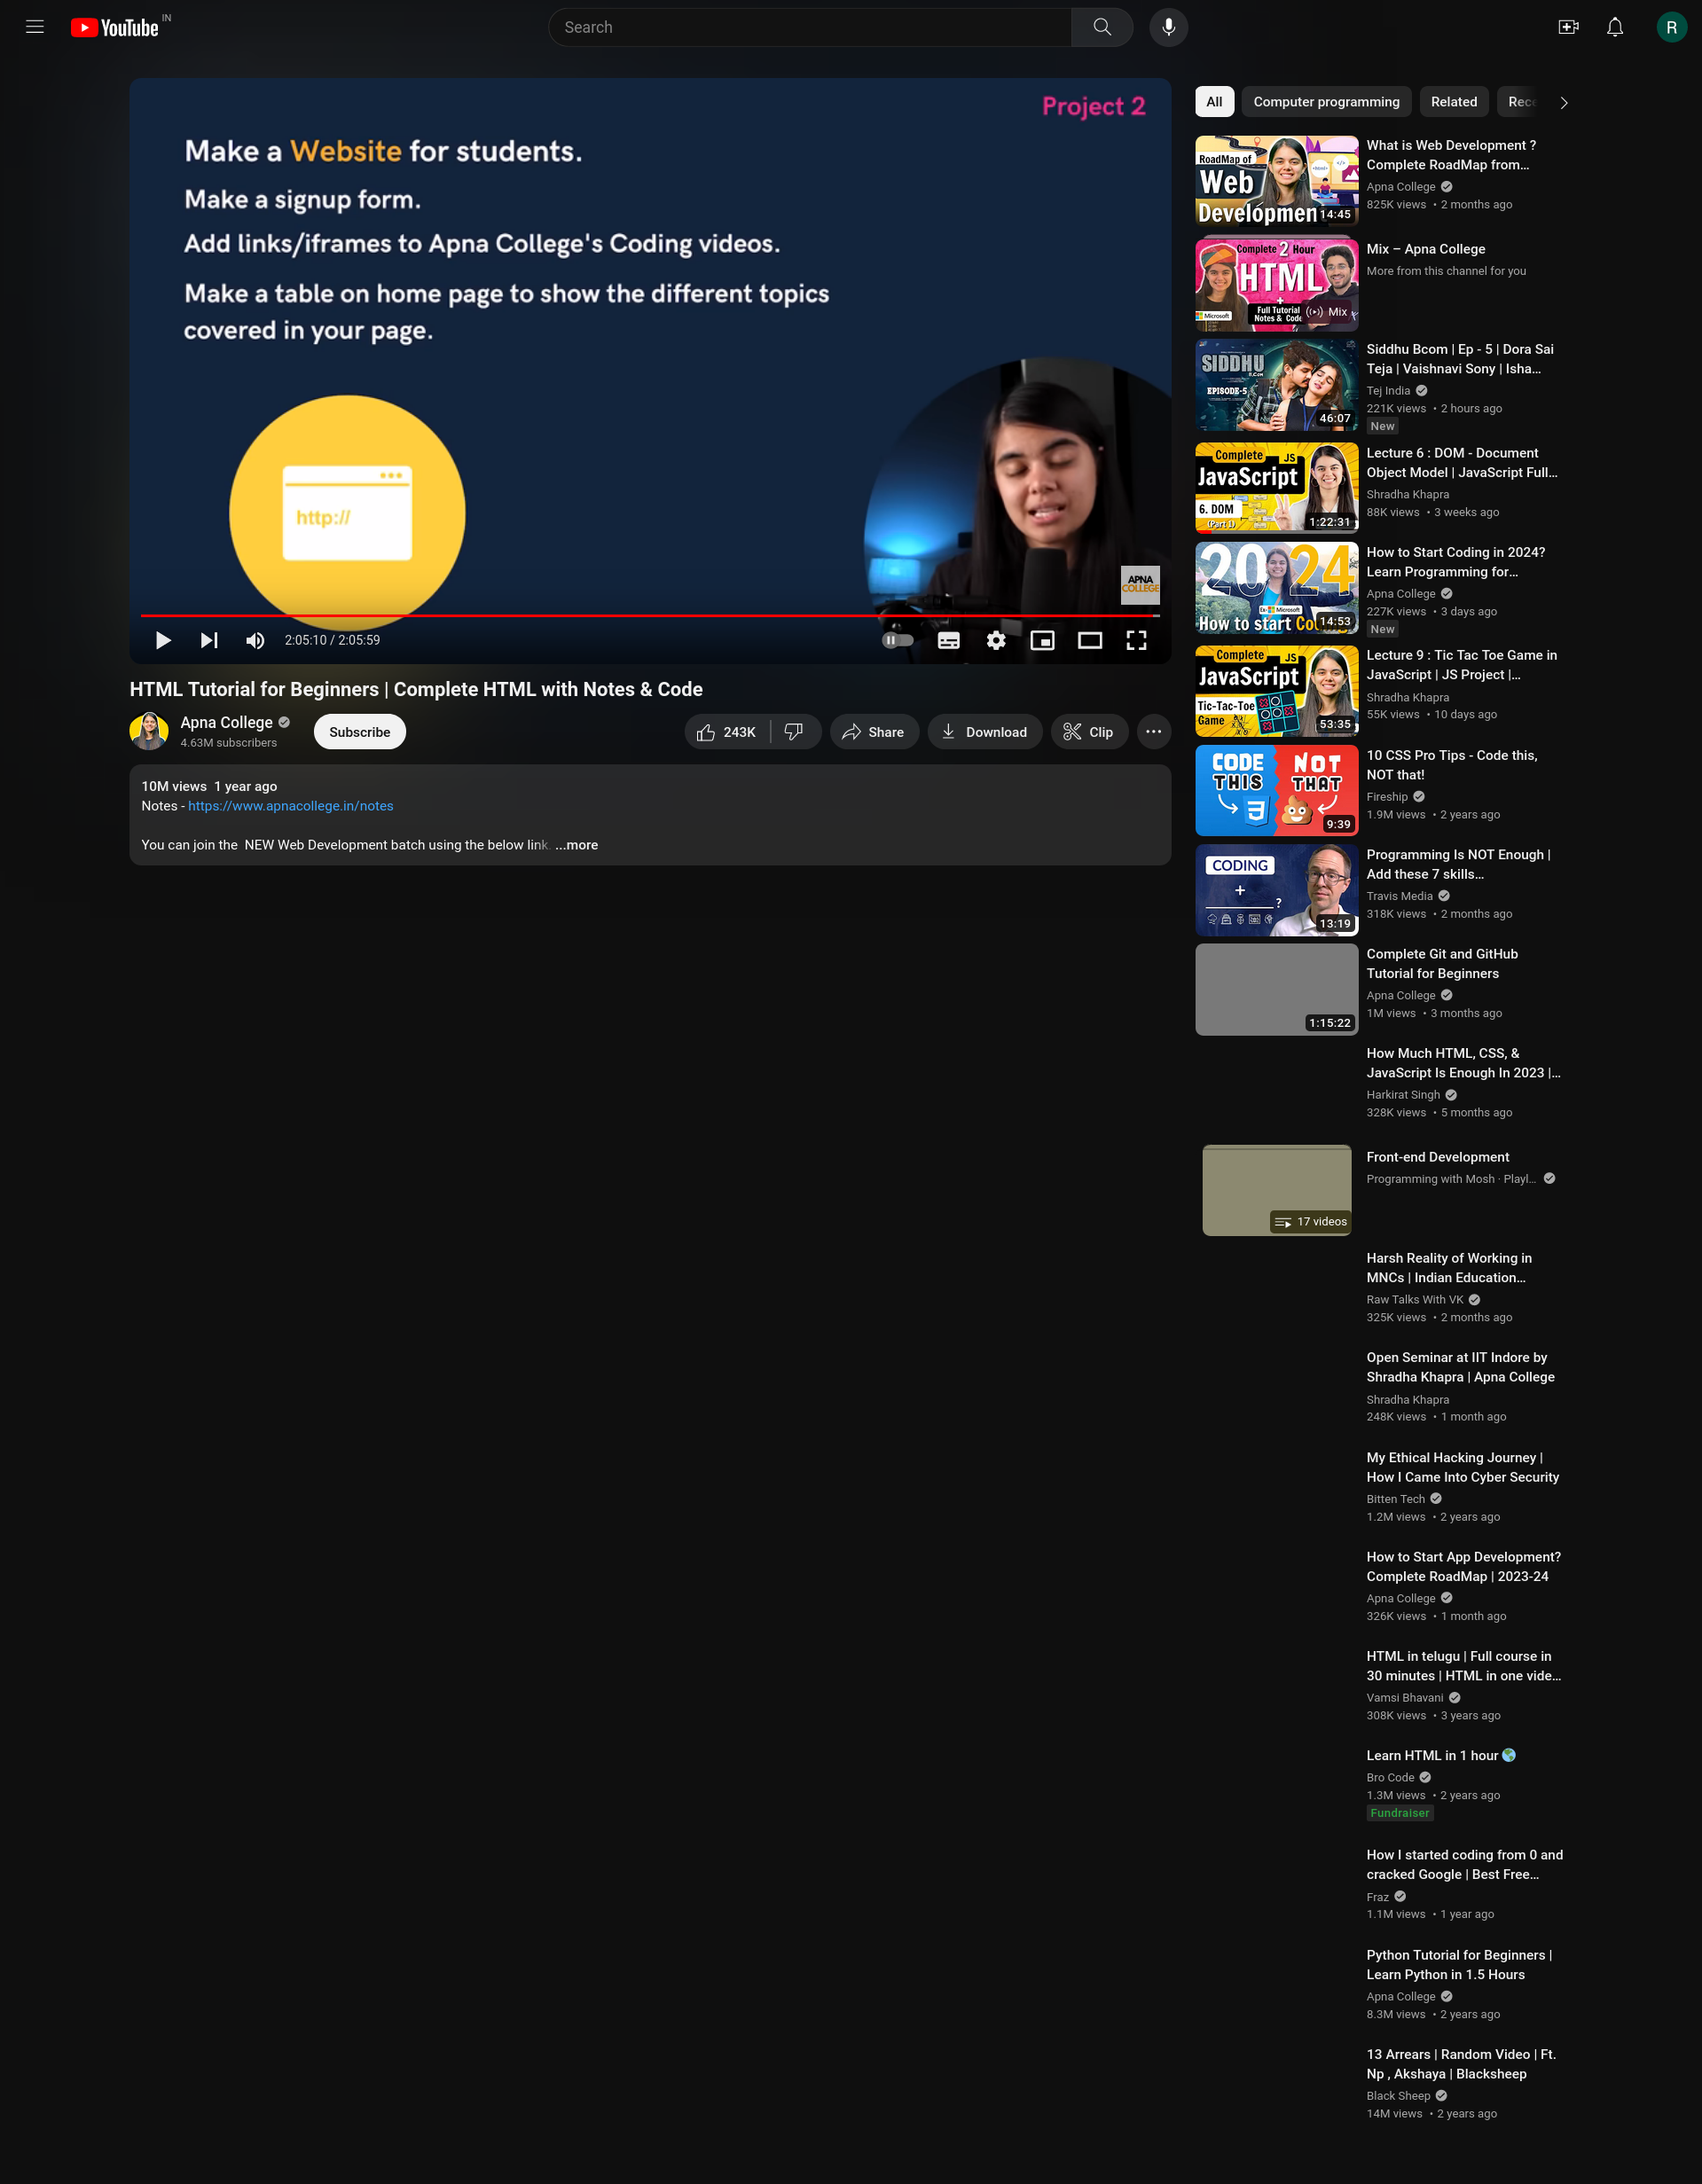 YouTube IN
Search
R
Project 2
Make a Website for students.
Make a signup form.
Add links/iframes to Apna College's Coding videos.
Make a table on home page to show the different topics
covered in your page.
http://
APNA
COLLEGE
2:05:10 / 2:05:59
HTML Tutorial for Beginners | Complete HTML with Notes & Code
Apna College
4.63M subscribers
Subscribe
243K
Share
Download
Clip
10M views 1 year ago
Notes - https://www.apnacollege.in/notes
You can join the NEW Web Development batch using the below link. ...more
All
Computer programming
Related
RoadMap of
Web
Developmen
14:45
What is Web Development ?
Complete RoadMap from…
Apna College
825K views • 2 months ago
Complete 2 Hour
HTML
+
Microsoft
Full Tutorial
Notes & Code
Mix
Mix – Apna College
More from this channel for you
SIDDHU
EPISODE-5
46:07
Siddhu Bcom | Ep - 5 | Dora Sai
Teja | Vaishnavi Sony | Isha…
Tej India
221K views • 2 hours ago
New
Complete JS
JavaScript
6. DOM
(Part 1)
1:22:31
Lecture 6 : DOM - Document
Object Model | JavaScript Full…
Shradha Khapra
88K views • 3 weeks ago
2024
Ex- Microsoft
How to start Co
14:53
How to Start Coding in 2024?
Learn Programming for…
Apna College
227K views • 3 days ago
New
Complete JS
JavaScript
Tic-Tac-Toe
Game
53:35
Lecture 9 : Tic Tac Toe Game in
JavaScript | JS Project |…
Shradha Khapra
55K views • 10 days ago
CODE NOT
THIS THAT
9:39
10 CSS Pro Tips - Code this,
NOT that!
Fireship
1.9M views • 2 years ago
CODING
+
?
13:19
Programming Is NOT Enough |
Add these 7 skills…
Travis Media
318K views • 2 months ago
1:15:22
Complete Git and GitHub
Tutorial for Beginners
Apna College
1M views • 3 months ago
How Much HTML, CSS, &
JavaScript Is Enough In 2023 |…
Harkirat Singh
328K views • 5 months ago
17 videos
Front-end Development
Programming with Mosh · Playl…
Harsh Reality of Working in
MNCs | Indian Education…
Raw Talks With VK
325K views • 2 months ago
Open Seminar at IIT Indore by
Shradha Khapra | Apna College
Shradha Khapra
248K views • 1 month ago
My Ethical Hacking Journey |
How I Came Into Cyber Security
Bitten Tech
1.2M views • 2 years ago
How to Start App Development?
Complete RoadMap | 2023-24
Apna College
326K views • 1 month ago
HTML in telugu | Full course in
30 minutes | HTML in one vide…
Vamsi Bhavani
308K views • 3 years ago
Learn HTML in 1 hour 🌎
Bro Code
1.3M views • 2 years ago
Fundraiser
How I started coding from 0 and
cracked Google | Best Free…
Fraz
1.1M views • 1 year ago
Python Tutorial for Beginners |
Learn Python in 1.5 Hours
Apna College
8.3M views • 2 years ago
13 Arrears | Random Video | Ft.
Np , Akshaya | Blacksheep
Black Sheep
14M views • 2 years ago